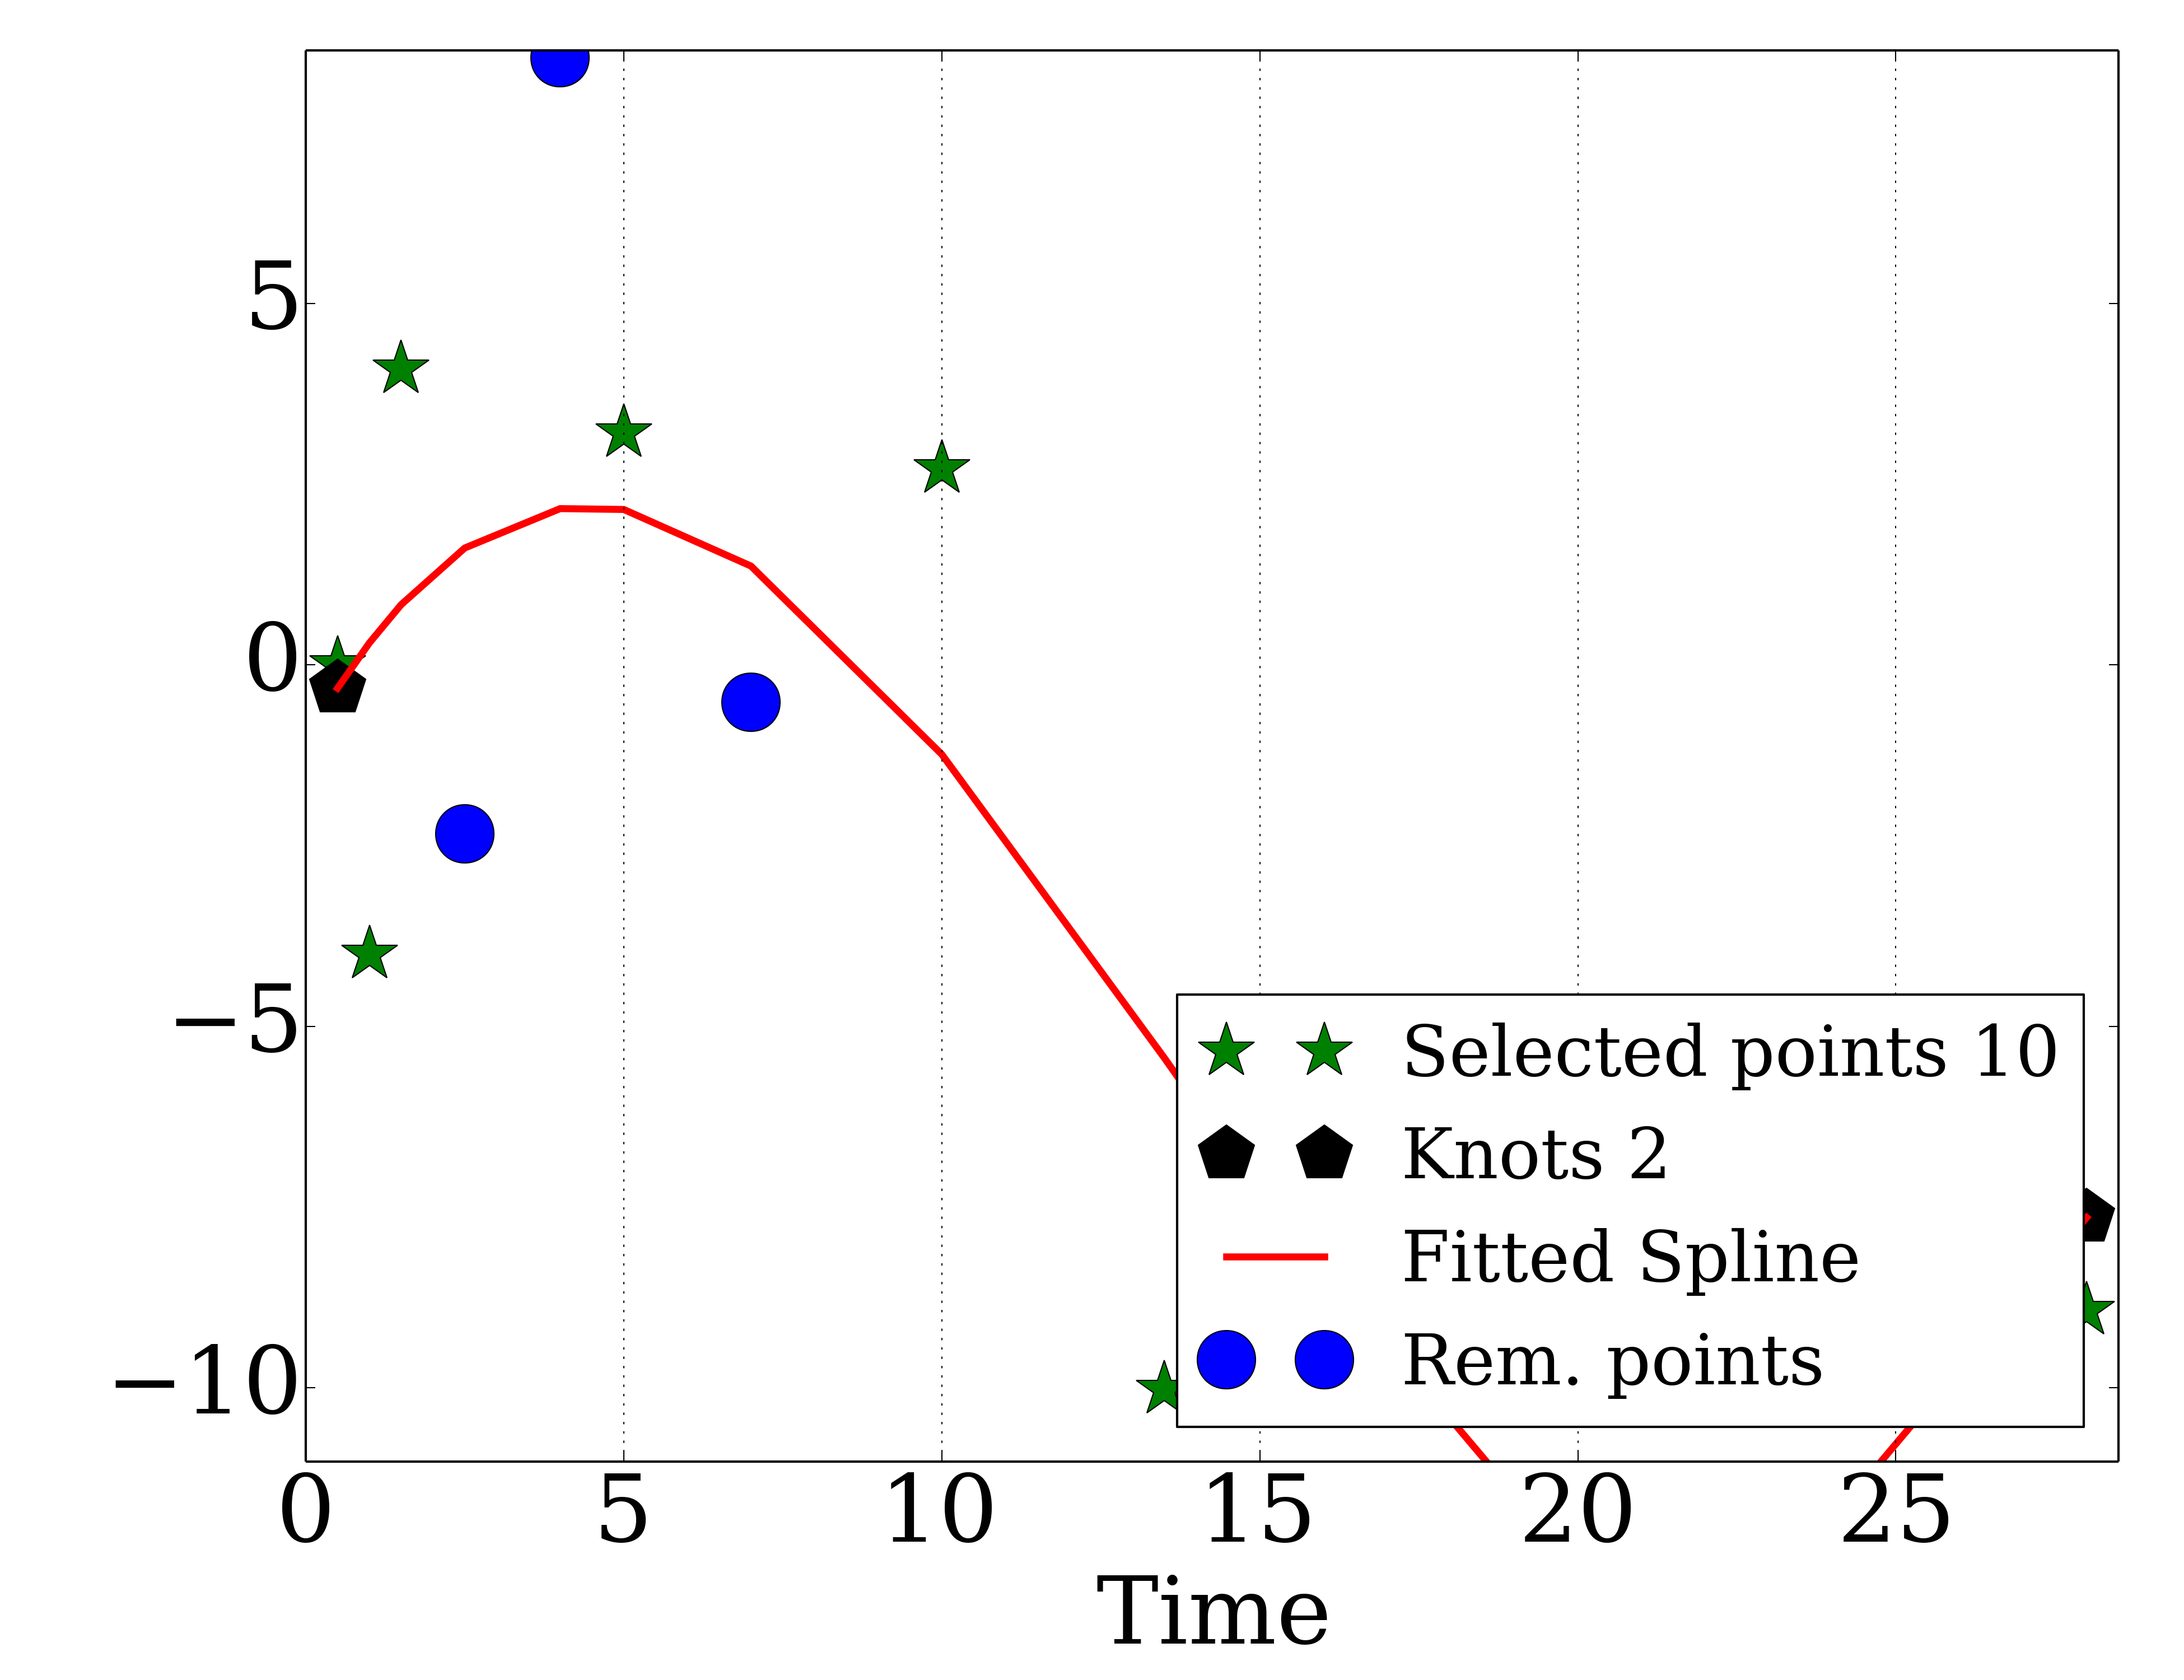 5
0
−5
−10
0 5 10 15 20 25
Time
Selected points 10
Knots 2
Fitted Spline
Rem. points